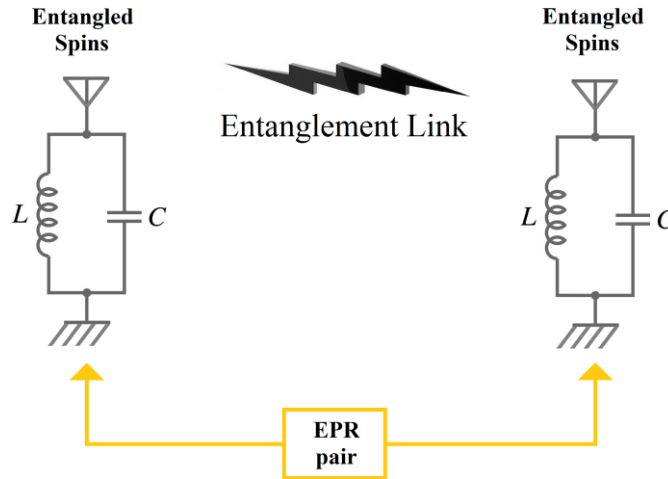 Entangled
Spins
Entangled
Spins
Entanglement Link
L
C
L
C
EPR
pair